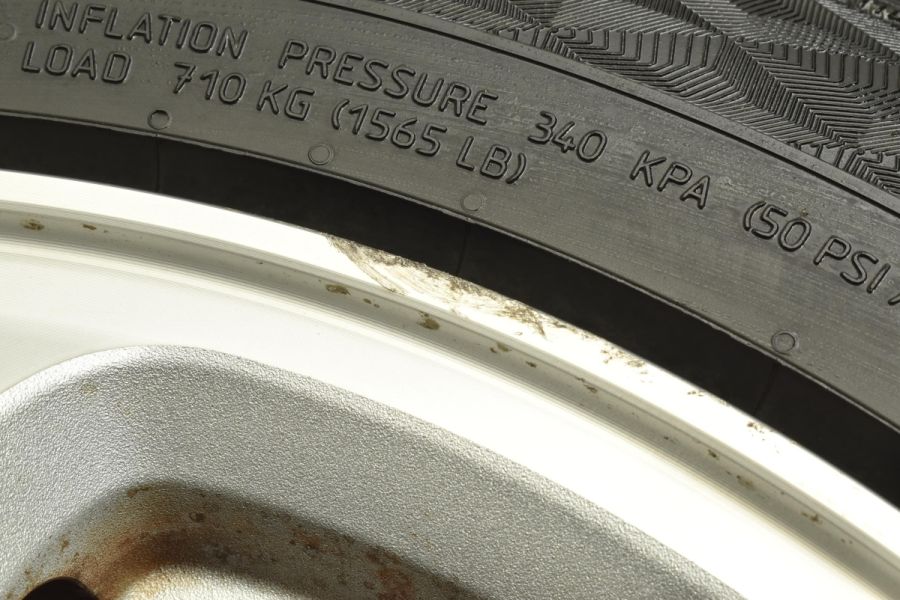 INFLATION PRESSURE 340 KPA (50 PSI
LOAD 710 KG (1565 LB)